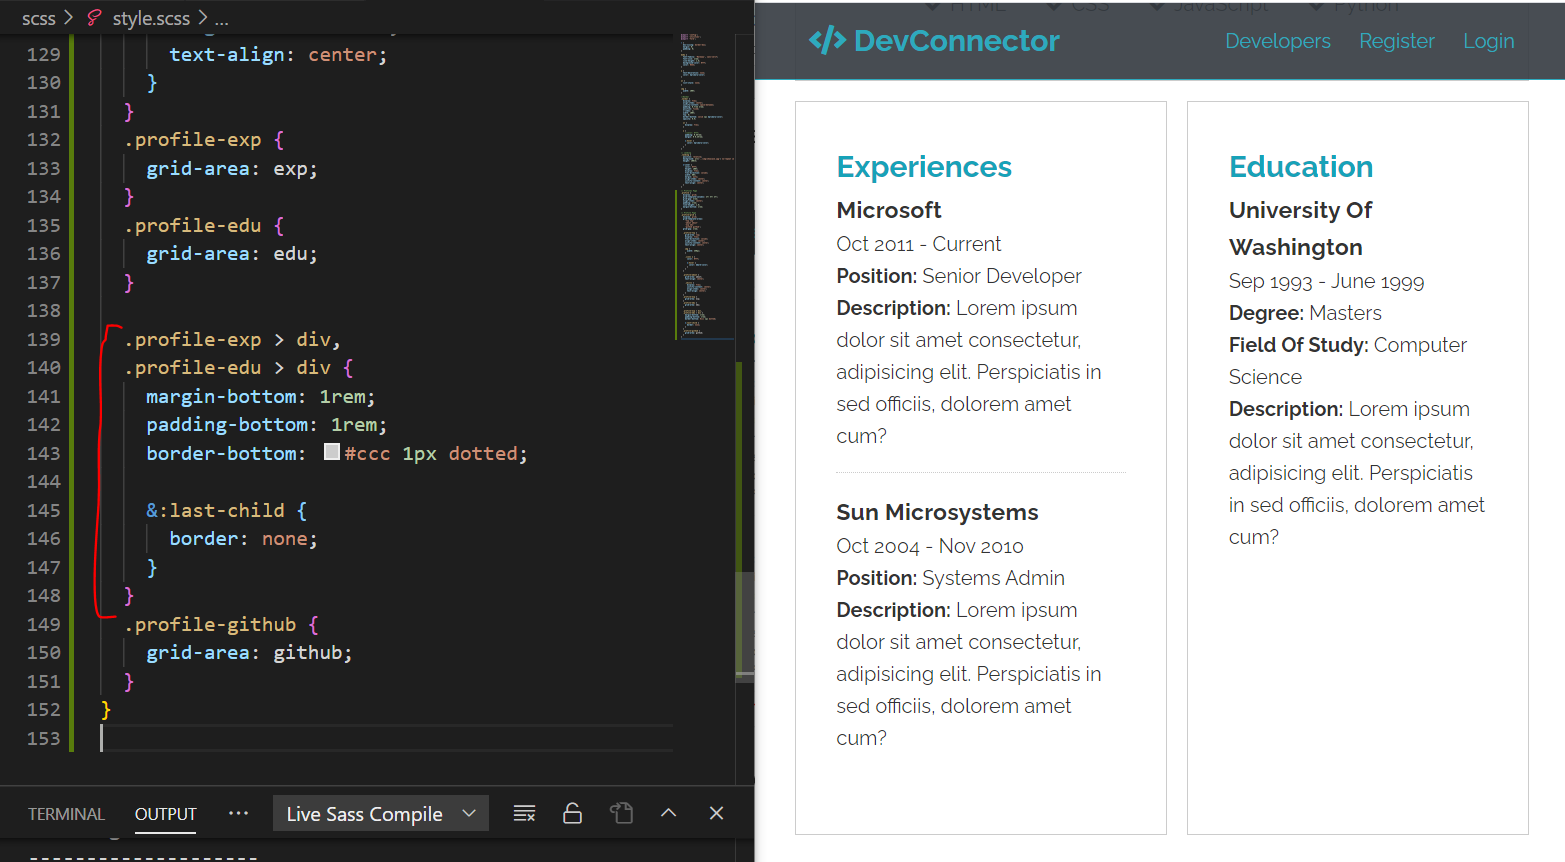 scss > style.scss > ...
129 text-align: center;
130 }
131 }
132 .profile-exp {
133 grid-area: exp;
134 }
135 .profile-edu {
136 grid-area: edu;
137 }
138
139 .profile-exp > div,
140 .profile-edu > div {
141 margin-bottom: 1rem;
142 padding-bottom: 1rem;
143 border-bottom: #ccc 1px dotted;
144
145 &:last-child {
146 border: none;
147 }
148 }
149 .profile-github {
150 grid-area: github;
151 }
152 }
153
TERMINAL OUTPUT ... Live Sass Compile
---------------------
HTML CSS JavaScript Python
</> DevConnector Developers Register Login
Experiences
Microsoft
Oct 2011 - Current
Position: Senior Developer
Description: Lorem ipsum
dolor sit amet consectetur,
adipisicing elit. Perspiciatis in
sed officiis, dolorem amet
cum?
Sun Microsystems
Oct 2004 - Nov 2010
Position: Systems Admin
Description: Lorem ipsum
dolor sit amet consectetur,
adipisicing elit. Perspiciatis in
sed officiis, dolorem amet
cum?
Education
University Of
Washington
Sep 1993 - June 1999
Degree: Masters
Field Of Study: Computer
Science
Description: Lorem ipsum
dolor sit amet consectetur,
adipisicing elit. Perspiciatis
in sed officiis, dolorem amet
cum?